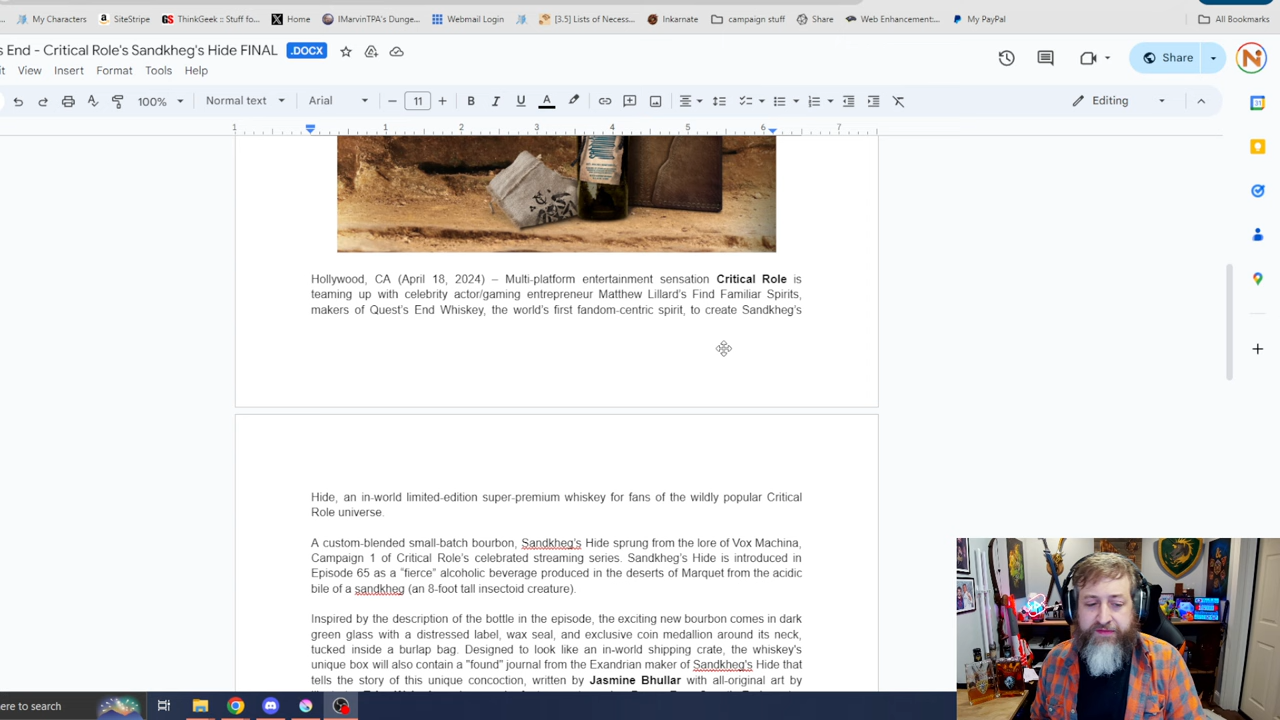 My Characters SiteStripe ThinkGeek :: Stuff fo... Home IMarvinTPA's Dunge... Webmail Login [3.5] Lists of Necess... Inkarnate campaign stuff Share Web Enhancement:... My PayPal All Bookmarks
s End - Critical Role's Sandkheg's Hide FINAL .DOCX
Share
View Insert Format Tools Help
100% Normal text Arial 11 B I U A Editing
1 1 2 3 4 5 6 7
Hollywood, CA (April 18, 2024) – Multi-platform entertainment sensation Critical Role is
teaming up with celebrity actor/gaming entrepreneur Matthew Lillard's Find Familiar Spirits,
makers of Quest's End Whiskey, the world's first fandom-centric spirit, to create Sandkheg's
Hide, an in-world limited-edition super-premium whiskey for fans of the wildly popular Critical
Role universe.
A custom-blended small-batch bourbon, Sandkheg's Hide sprung from the lore of Vox Machina,
Campaign 1 of Critical Role's celebrated streaming series. Sandkheg's Hide is introduced in
Episode 65 as a "fierce" alcoholic beverage produced in the deserts of Marquet from the acidic
bile of a sandkheg (an 8-foot tall insectoid creature).
Inspired by the description of the bottle in the episode, the exciting new bourbon comes in dark
green glass with a distressed label, wax seal, and exclusive coin medallion around its neck,
tucked inside a burlap bag. Designed to look like an in-world shipping crate, the whiskey's
unique box will also contain a "found" journal from the Exandrian maker of Sandkheg's Hide that
tells the story of this unique concoction, written by Jasmine Bhullar with all-original art by
ere to search